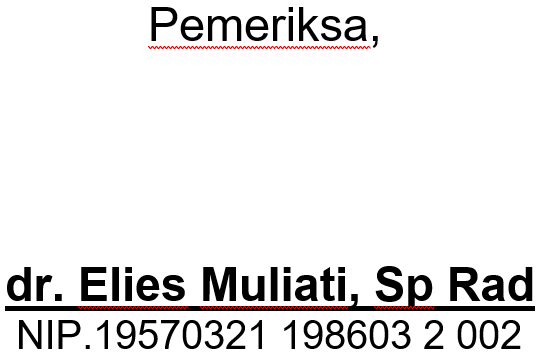 Pemeriksa,
dr. Elies Muliati, Sp Rad
NIP.19570321 198603 2 002